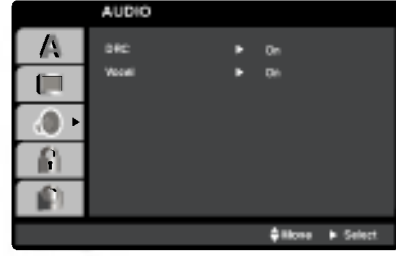 AUDIO
A
DRC ► On
Vocal ► On
Move ► Select